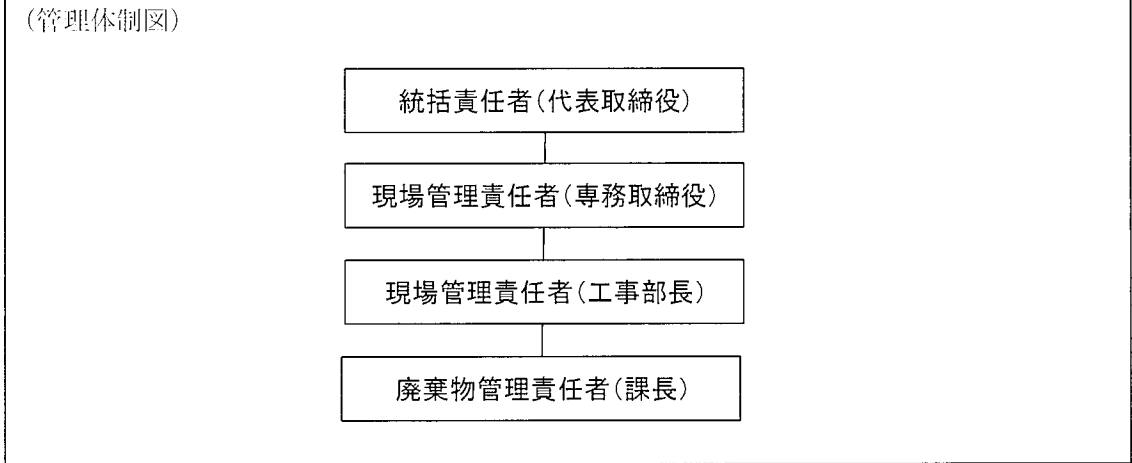 (管理体制図)
統括責任者(代表取締役)
現場管理責任者(専務取締役)
現場管理責任者(工事部長)
廃棄物管理責任者(課長)